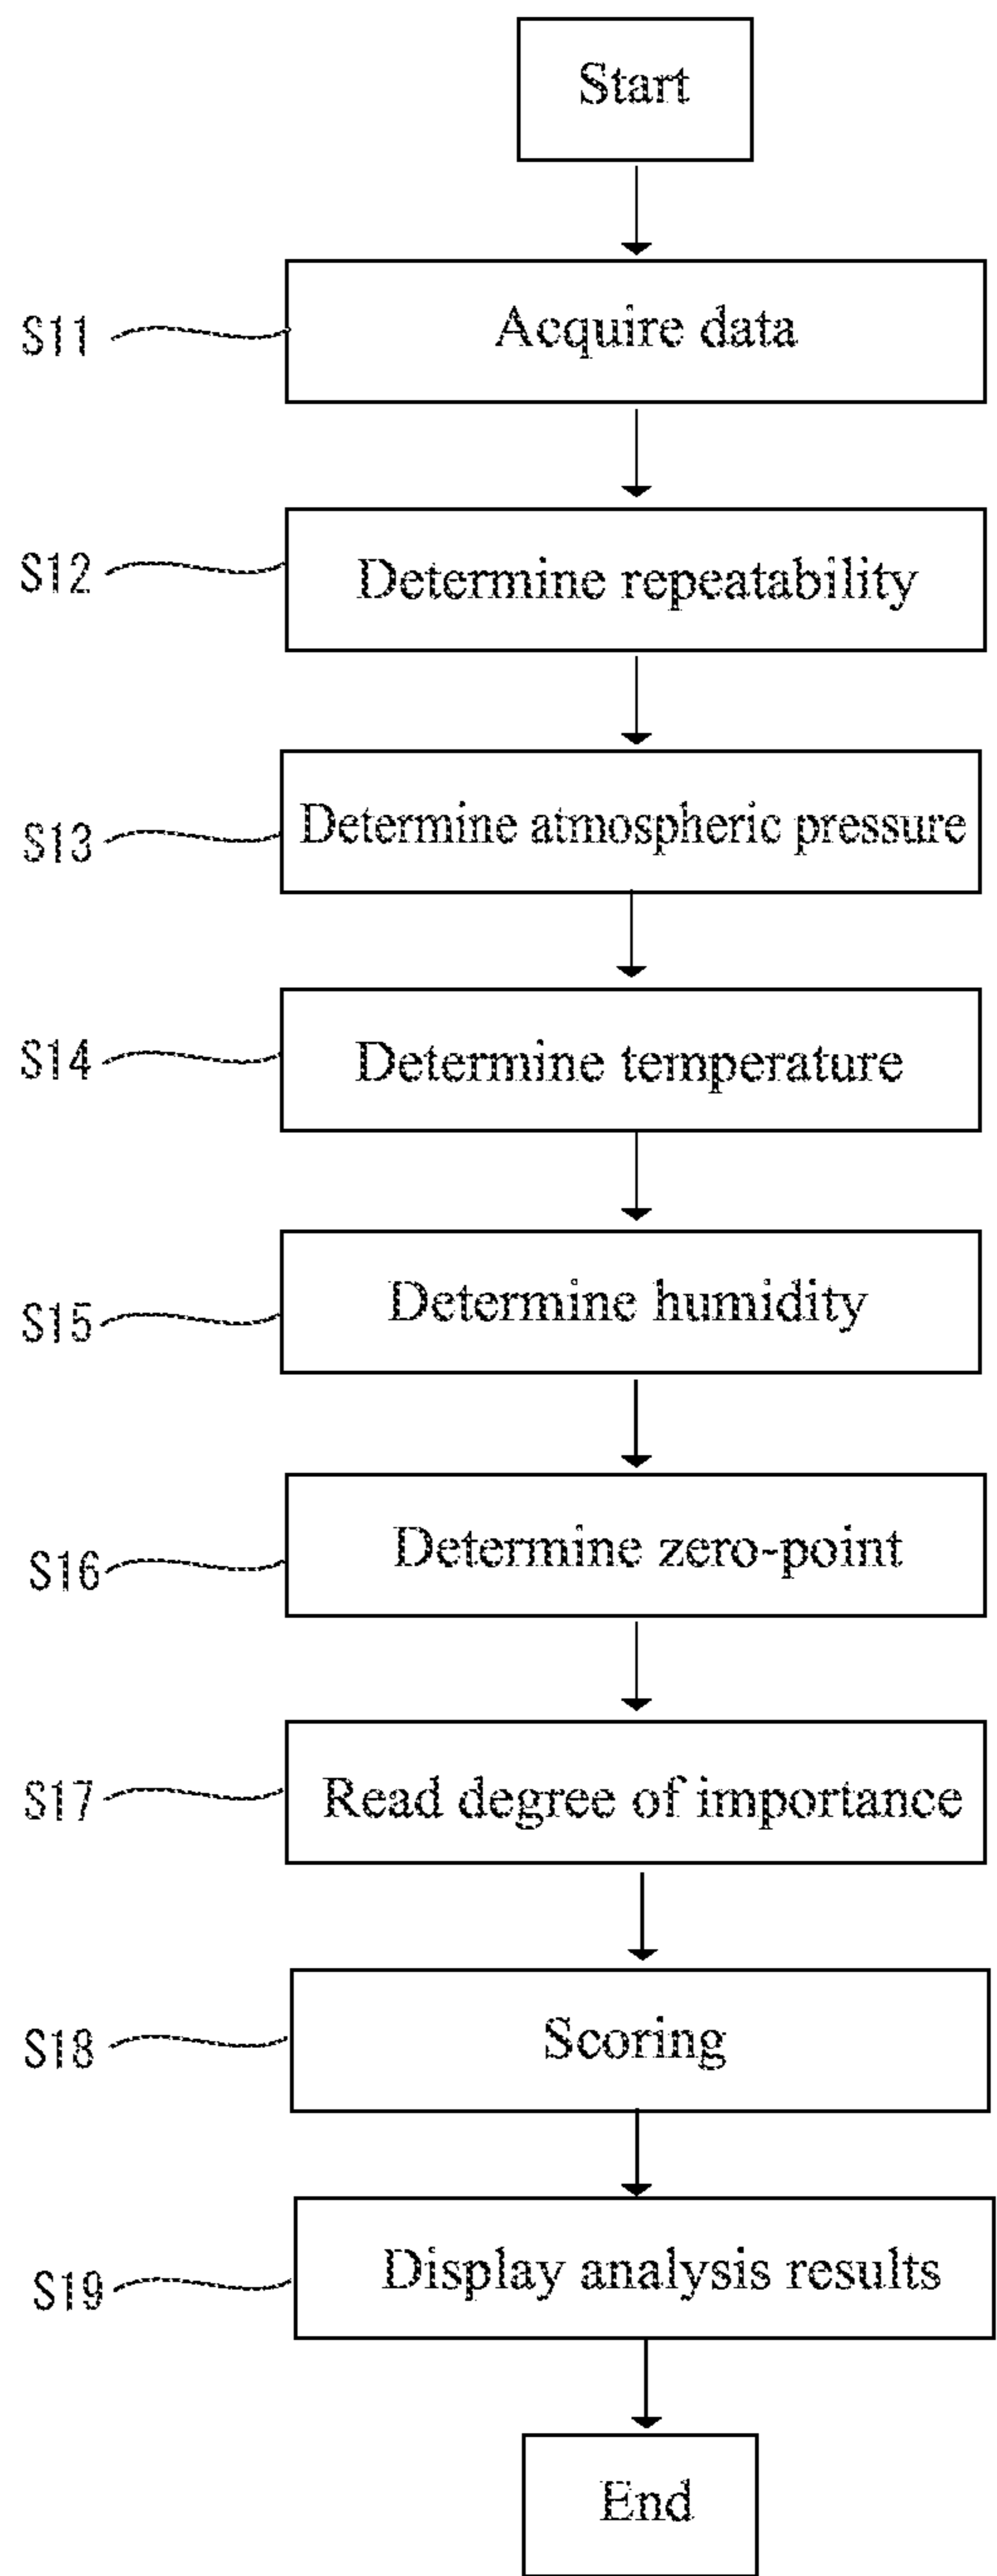 Start
S11
Acquire data
S12
Determine repeatability
S13
Determine atmospheric pressure
S14
Determine temperature
S15
Determine humidity
S16
Determine zero-point
S17
Read degree of importance
S18
Scoring
S19
Display analysis results
End